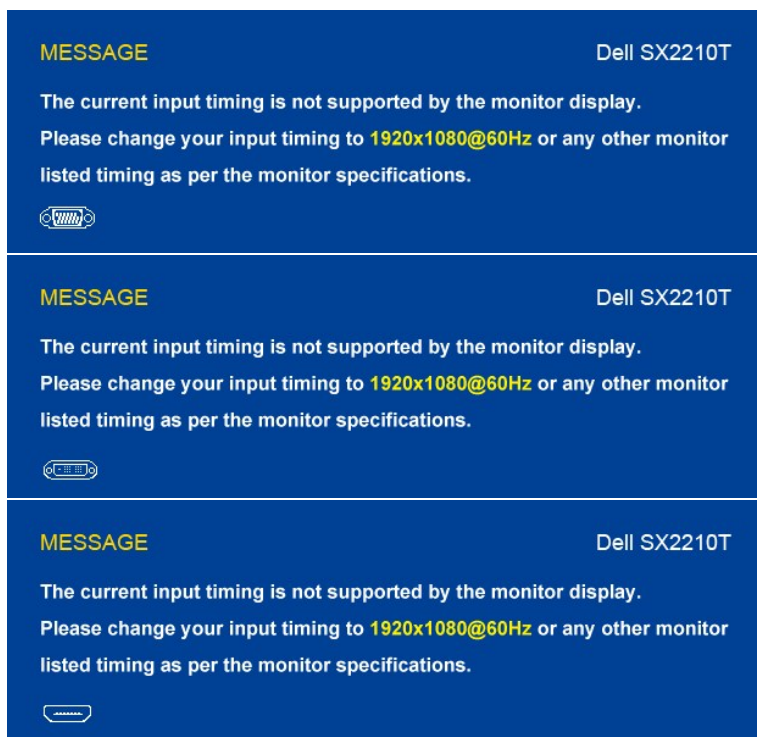 MESSAGE Dell SX2210T
The current input timing is not supported by the monitor display.
Please change your input timing to 1920x1080@60Hz or any other monitor
listed timing as per the monitor specifications.
MESSAGE Dell SX2210T
The current input timing is not supported by the monitor display.
Please change your input timing to 1920x1080@60Hz or any other monitor
listed timing as per the monitor specifications.
MESSAGE Dell SX2210T
The current input timing is not supported by the monitor display.
Please change your input timing to 1920x1080@60Hz or any other monitor
listed timing as per the monitor specifications.